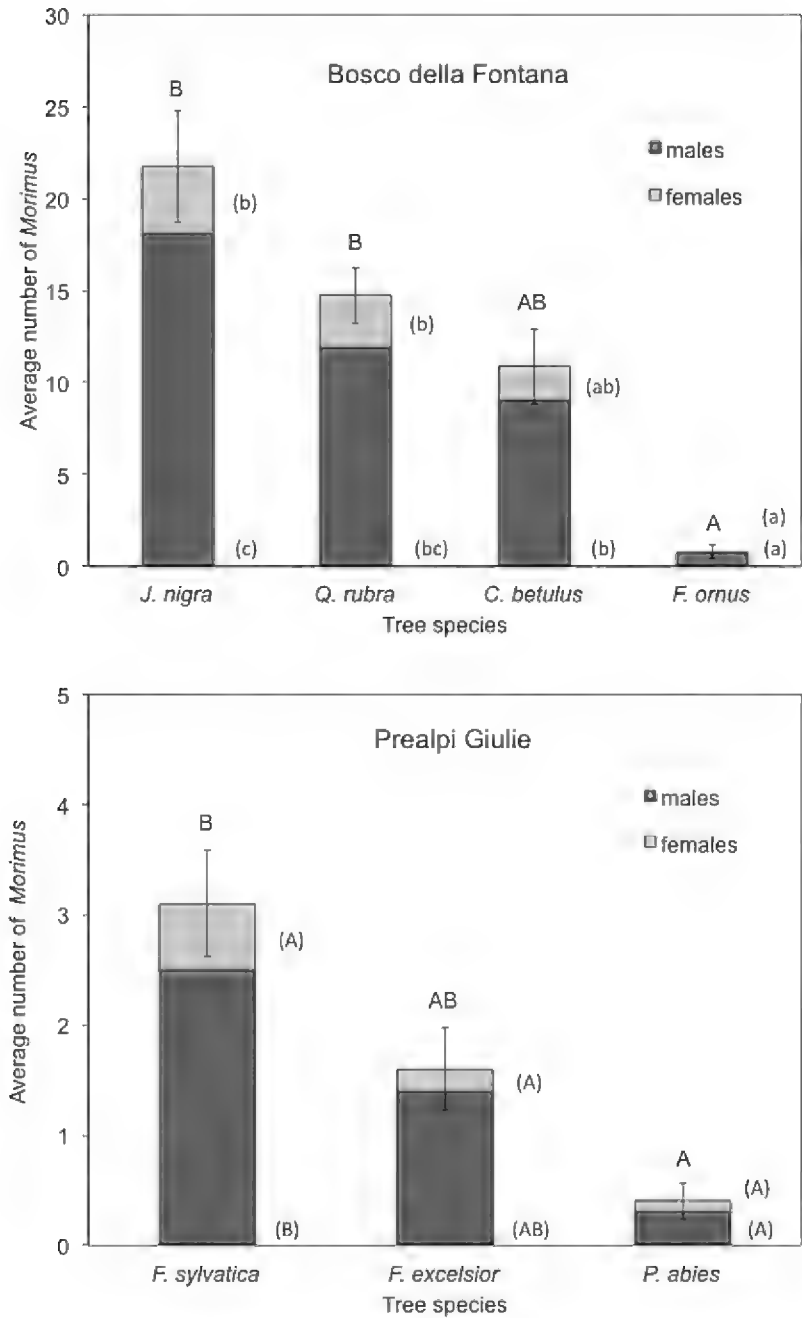 30
25
20
15
10
5
0
Average number of Morimus
Bosco della Fontana
males
females
B
(b)
(c)
B
(b)
(bc)
AB
(ab)
(b)
A
(a)
(a)
J. nigra
Q. rubra
C. betulus
F. ornus
Tree species
5
4
3
2
1
0
Average number of Morimus
Prealpi Giulie
males
females
B
(A)
(B)
AB
(A)
(AB)
A
(A)
(A)
F. sylvatica
F. excelsior
P. abies
Tree species